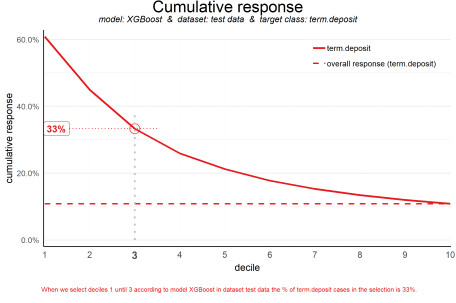 Cumulative response
model: XGBoost & dataset: test data & target class: term.deposit
60.0%
40.0%
20.0%
0.0%
cumulative response
33%
term.deposit
overall response (term.deposit)
1 2 3 4 5 6 7 8 9 10
decile
When we select deciles 1 until 3 according to model XGBoost in dataset test data the % of term.deposit cases in the selection is 33%.